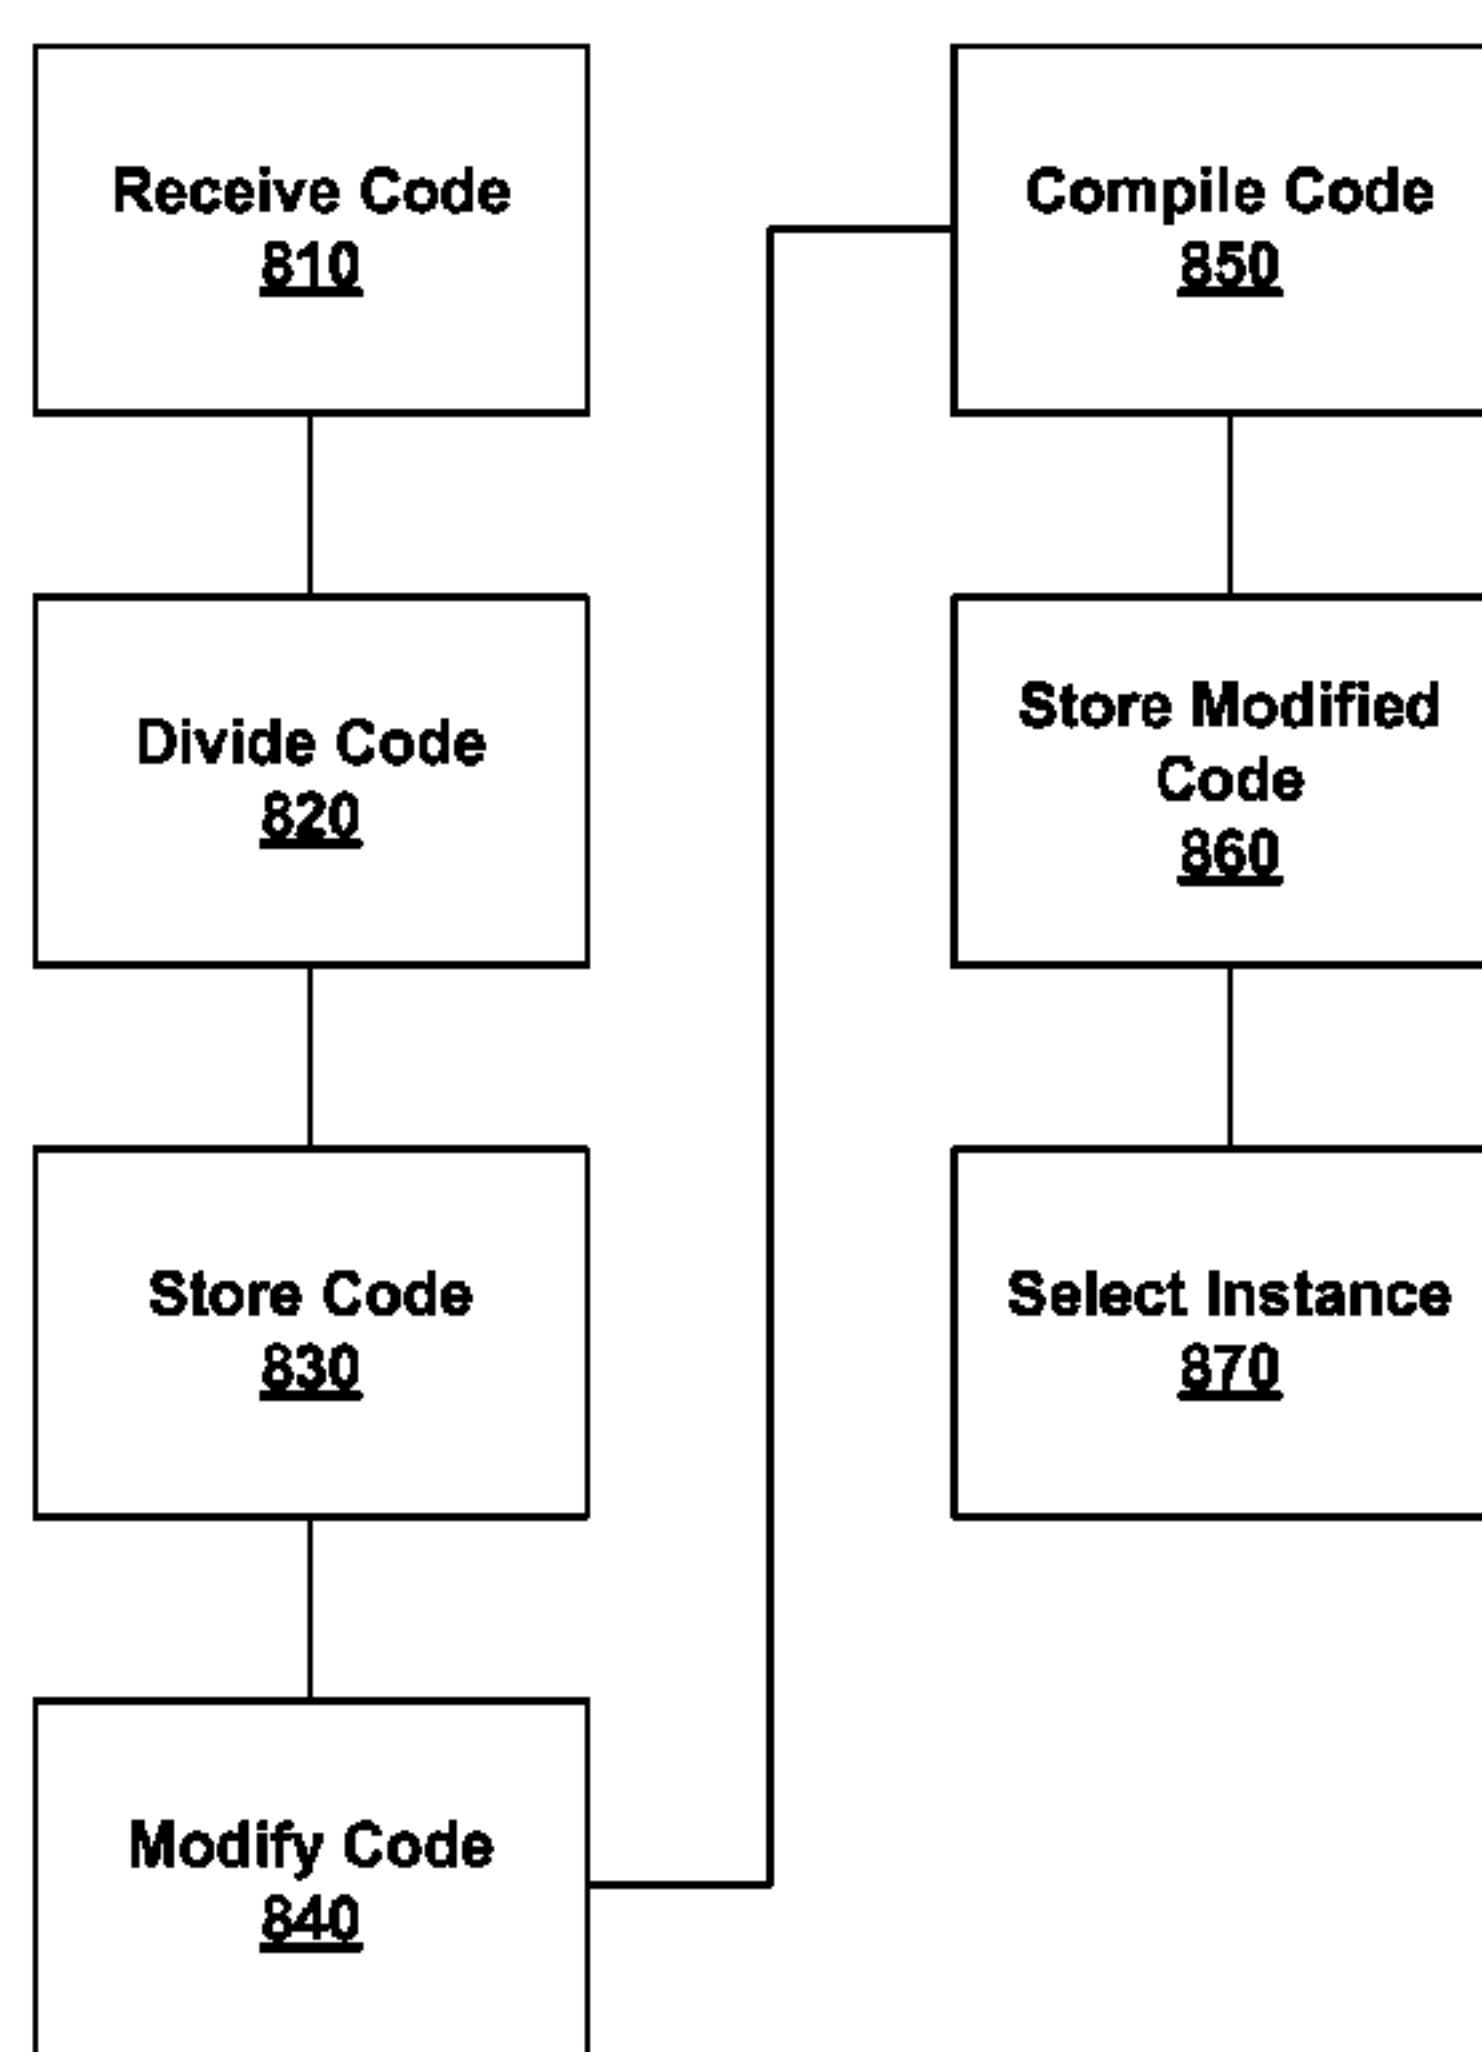 Receive Code
810
Divide Code
820
Store Code
830
Modify Code
840
Compile Code
850
Store Modified
Code
860
Select Instance
870